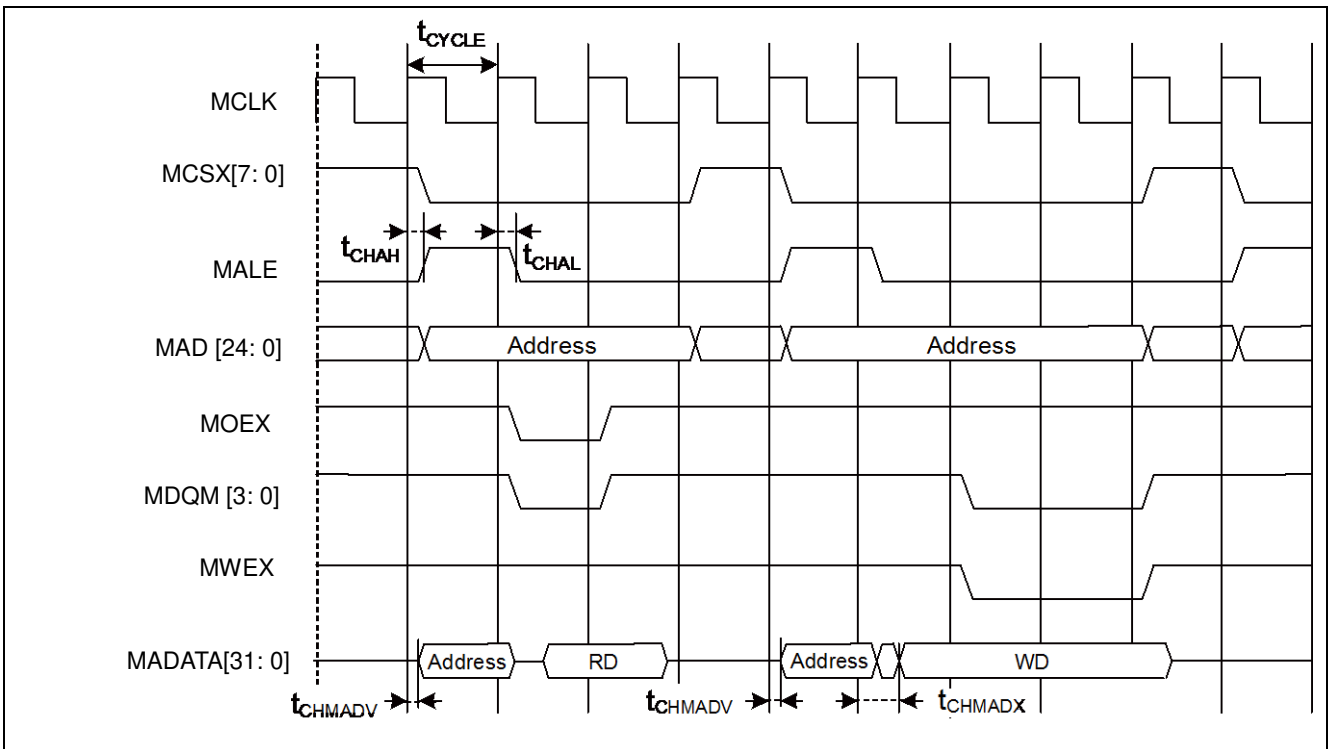 tCYCLE
MCLK
MCSX[7: 0]
tCHAH
tCHAL
MALE
MAD [24: 0]
Address
Address
MOEX
MDQM [3: 0]
MWEX
MADATA[31: 0]
Address
RD
Address
WD
tCHMADV
tCHMADV
tCHMADX